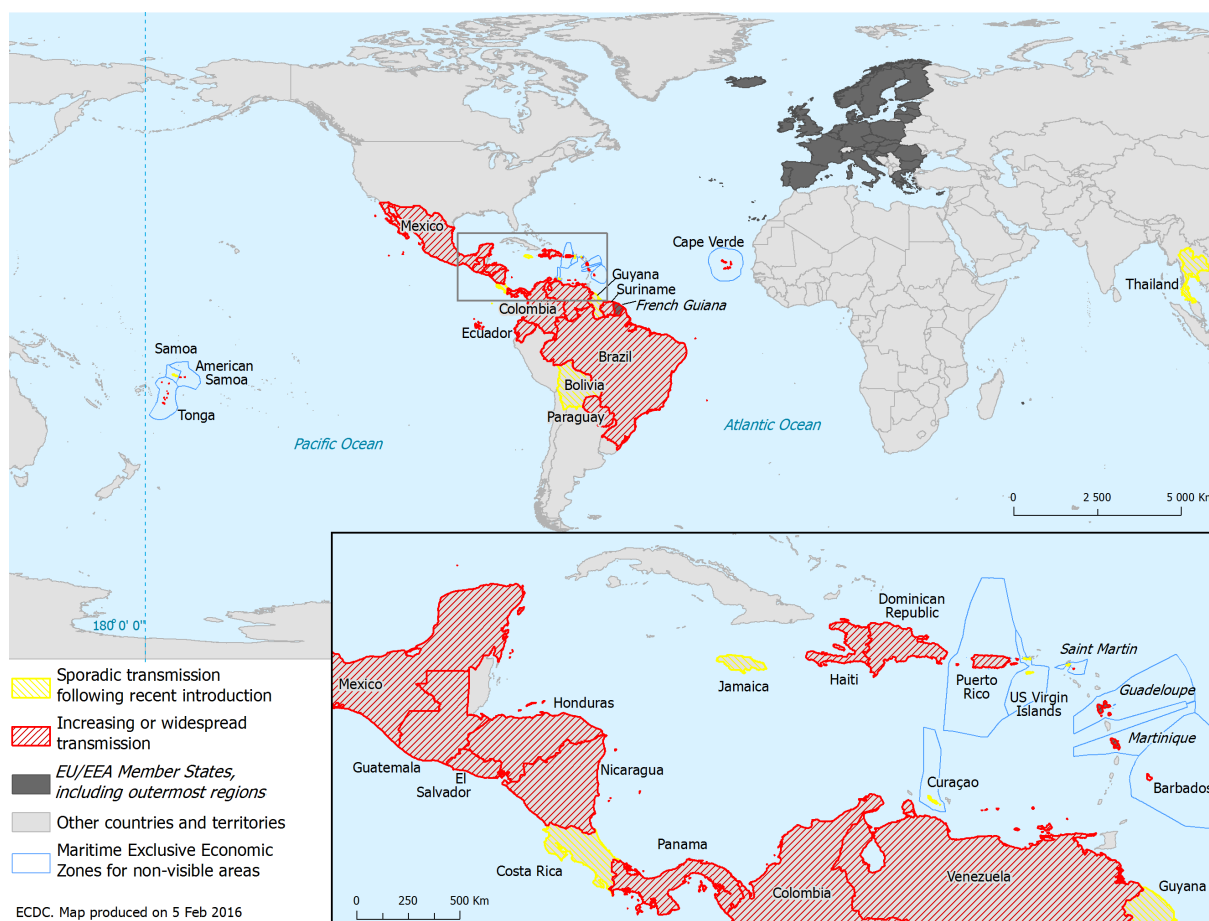 Mexico
Cape Verde
Guyana
Suriname
French Guiana
Thailand
Colombia
Ecuador
Brazil
Samoa
American
Samoa
Tonga
Bolivia
Paraguay
Pacific Ocean
Atlantic Ocean
0 2 500 5 000 Km
180° 0' 0"
Sporadic transmission
following recent introduction
Increasing or widespread
transmission
EU/EEA Member States,
including outermost regions
Other countries and territories
Maritime Exclusive Economic
Zones for non-visible areas
ECDC. Map produced on 5 Feb 2016
Dominican
Republic
Saint Martin
Mexico
Jamaica
Haiti
Puerto
Rico
US Virgin
Islands
Guadeloupe
Honduras
Martinique
Guatemala
El
Salvador
Nicaragua
Curaçao
Barbados
Costa Rica
Panama
Colombia
Venezuela
Guyana
0 250 500 Km